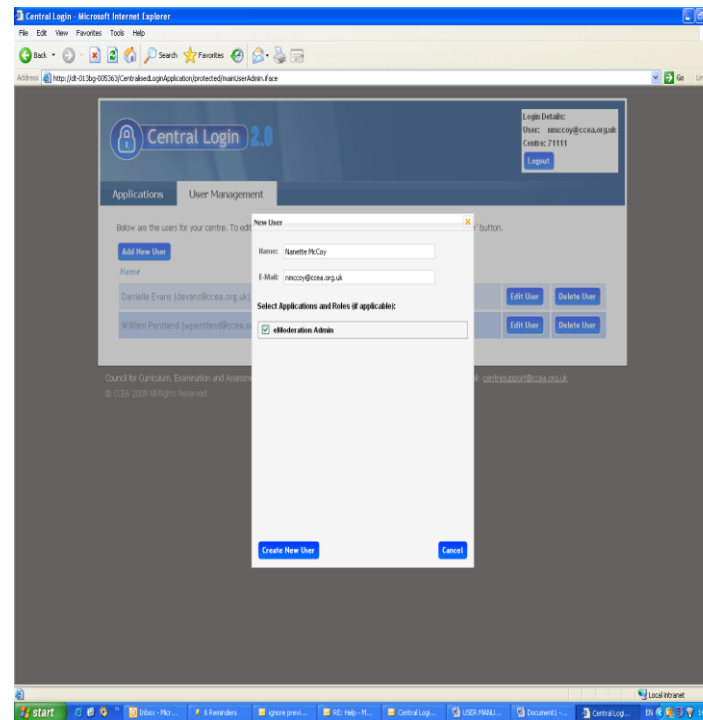 Central Login - Microsoft Internet Explorer
File Edit View Favorites Tools Help
Back Search Favorites
Address http://dt-013bg-005363/CentralisedLoginApplication/protected/mainUserAdmin.iface Go
Central Login 2.0
Login Details:
User: nmccoy@ccea.org.uk
Centre: 71111
Logout
Applications User Management
Below are the users for your centre. To edit
' button.
Add New User
Name
Danielle Evans (devans@ccea.org.uk) Edit User Delete User
William Pentland (wpentland@ccea.o Edit User Delete User
New User
Name: Nanette McCoy
E-Mail: nmccoy@ccea.org.uk
Select Applications and Roles (if applicable):
eModeration Admin
Create New User Cancel
Council for Curriculum, Examination and Assessm
centresupport@ccea.org.uk
© CCEA 2009 All Rights Reserved
Local intranet
start Inbox - Micr... 6 Reminders ignore previ... RE: Help - M... Central Logi... USER MANU... Document1 -... Central Logi... EN